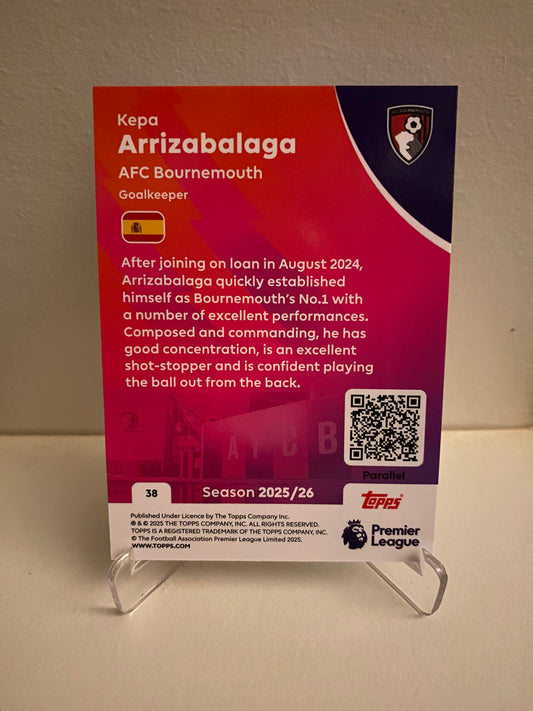 Kepa
Arrizabalaga
AFC Bournemouth
Goalkeeper
AFC BOURNEMOUTH
After joining on loan in August 2024,
Arrizabalaga quickly established
himself as Bournemouth's No.1 with
a number of excellent performances.
Composed and commanding, he has
good concentration, is an excellent
shot-stopper and is confident playing
the ball out from the back.
AFCB
Parallel
38
Season 2025/26
Topps
Published Under Licence by The Topps Company Inc.
® & © 2025 THE TOPPS COMPANY, INC. ALL RIGHTS RESERVED.
TOPPS IS A REGISTERED TRADEMARK OF THE TOPPS COMPANY, INC.
© The Football Association Premier League Limited 2025.
WWW.TOPPS.COM
Premier
League